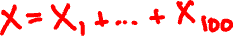 X = X₁ + ... + X₁₀₀